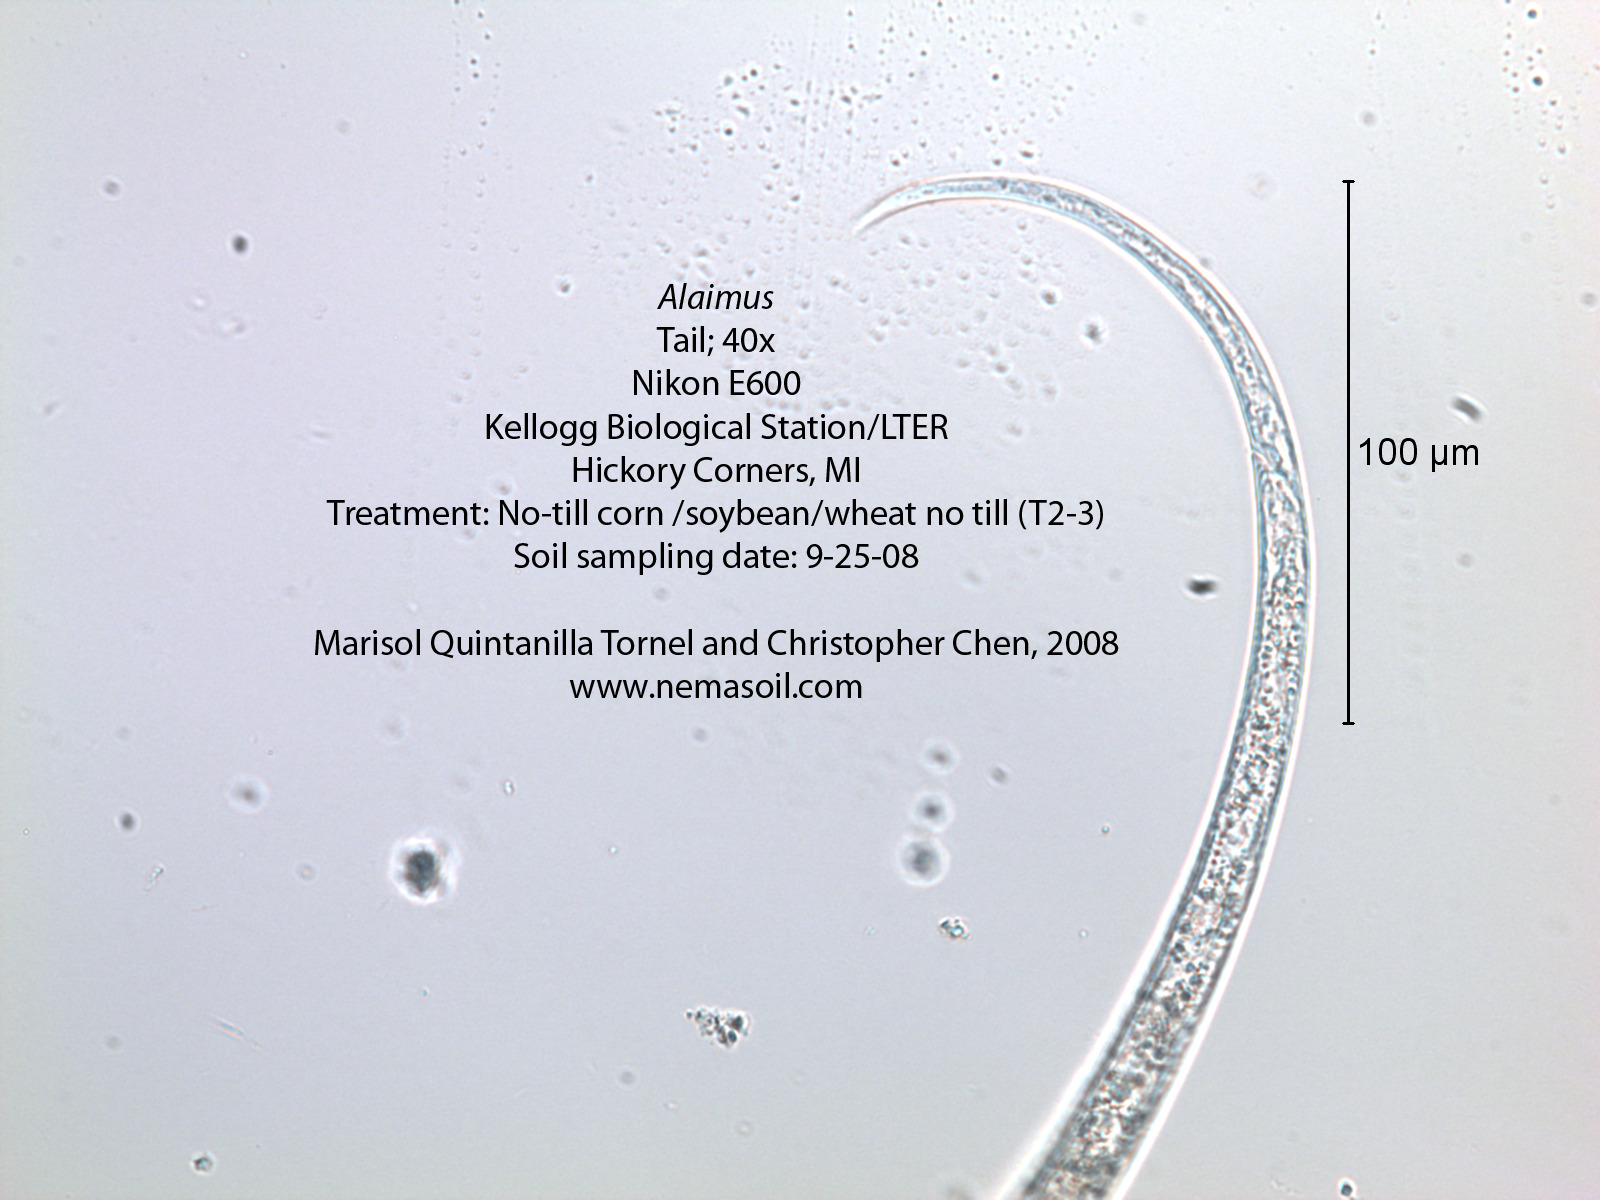 Alaimus
Tail; 40x
Nikon E600
Kellogg Biological Station/LTER
Hickory Corners, MI
Treatment: No-till corn /soybean/wheat no till (T2-3)
Soil sampling date: 9-25-08
Marisol Quintanilla Tornel and Christopher Chen, 2008
www.nemasoil.com
100 µm